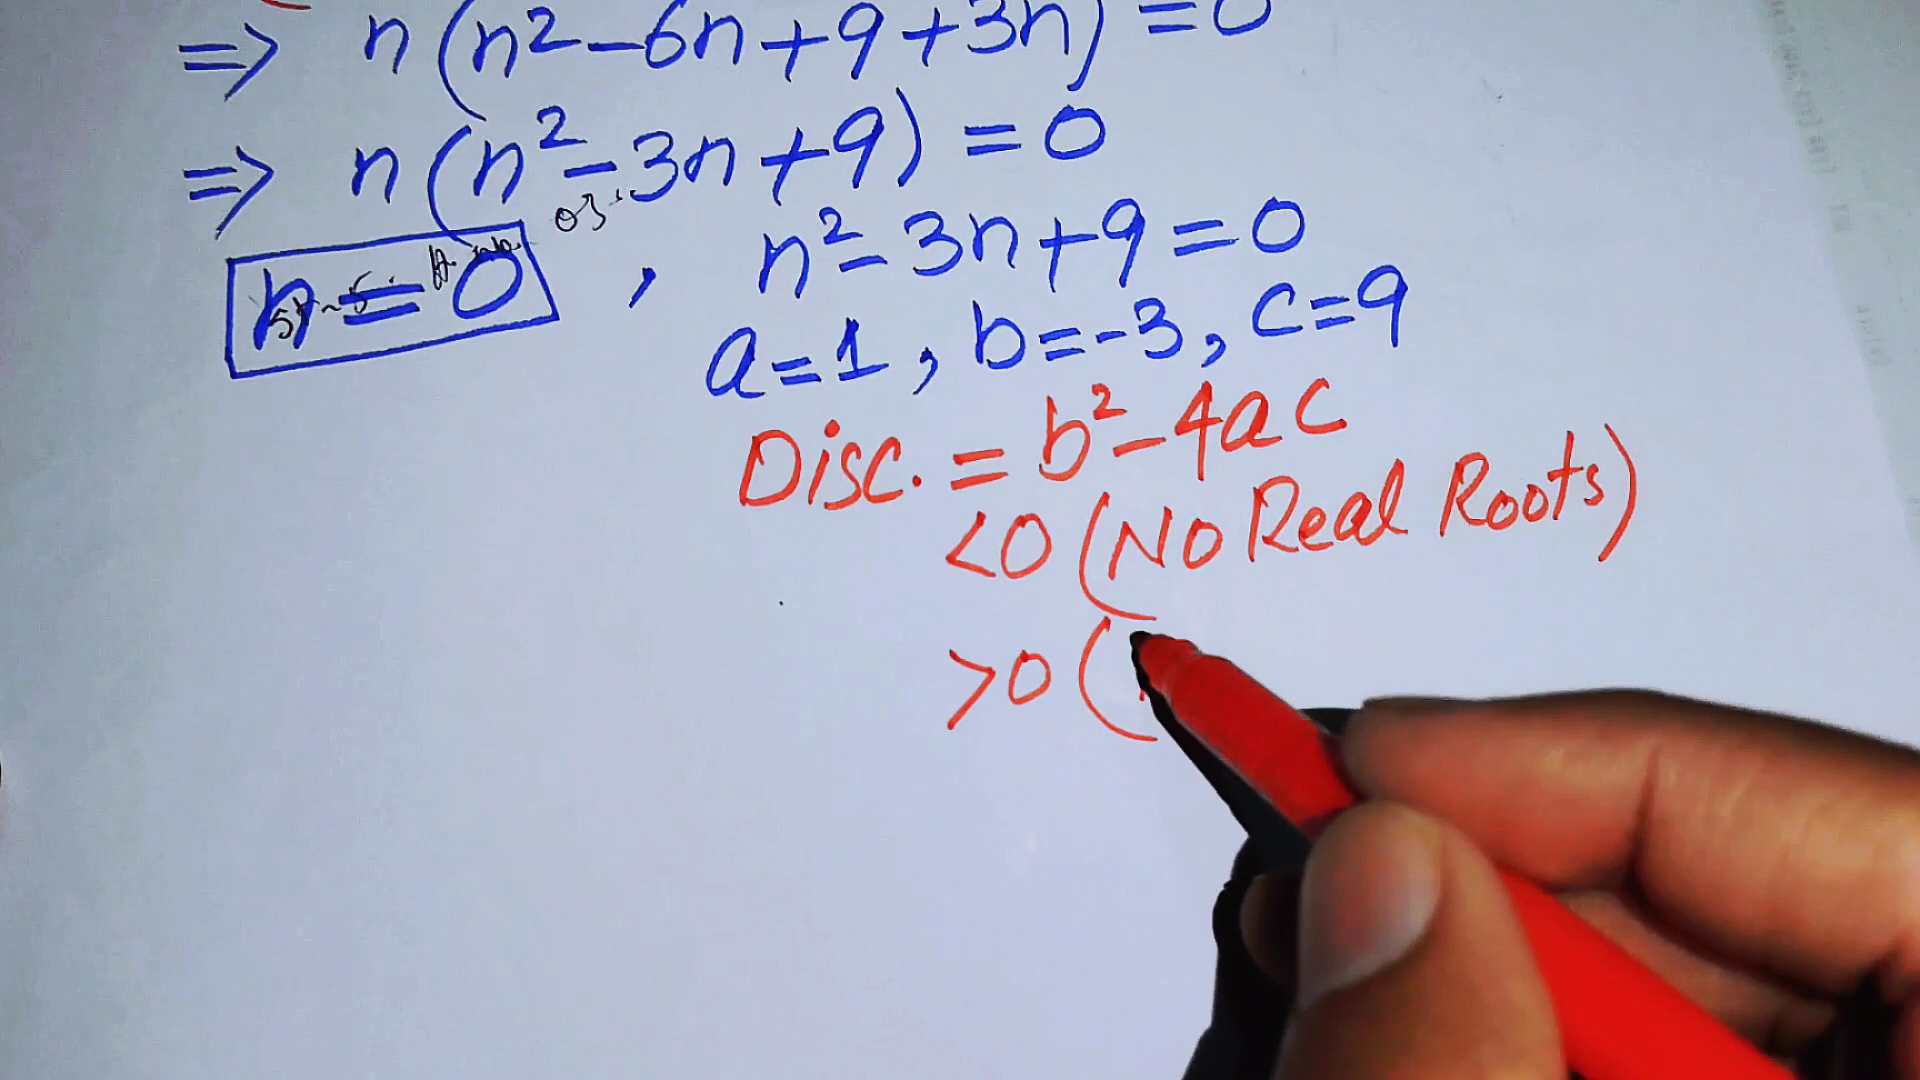 => n(n²-6n+9+3n)=0
=> n(n²-3n+9)=0
n=0 , n²-3n+9=0
a=1, b=-3, c=9
Disc. = b²-4ac
<0 (No Real Roots)
>0 (